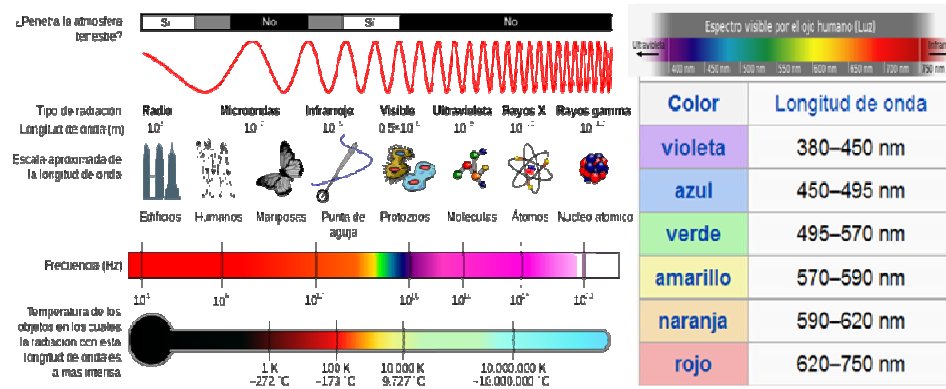 ¿Penetra la atmósfera
terrestre?
Sí
No
Sí
No
Tipo de radiación
Radio
Microondas
Infrarrojo
Visible
Ultravioleta
Rayos X
Rayos gamma
Longitud de onda (m)
Escala aproximada de
la longitud de onda
Edificios
Humanos
Mariposas
Punta de
aguja
Protozoos
Moléculas
Átomos
Núcleo atómico
Frecuencia (Hz)
Temperatura de los
objetos en los cuales
la radiación con esta
longitud de onda es
la más intensa
1 K
−272 °C
100 K
−173 °C
10 000 K
9.727 °C
10.000.000 K
~10.000.000 °C
Espectro visible por el ojo humano (Luz)
Ultravioleta
Infrarr
400 nm
450 nm
500 nm
550 nm
600 nm
650 nm
700 nm
750 nm
Color Longitud de onda
violeta 380–450 nm
azul 450–495 nm
verde 495–570 nm
amarillo 570–590 nm
naranja 590–620 nm
rojo 620–750 nm